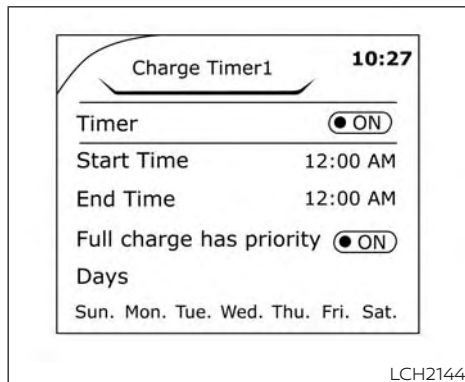 Charge Timer1 10:27
Timer ON
Start Time 12:00 AM
End Time 12:00 AM
Full charge has priority ON
Days
Sun. Mon. Tue. Wed. Thu. Fri. Sat.
LCH2144